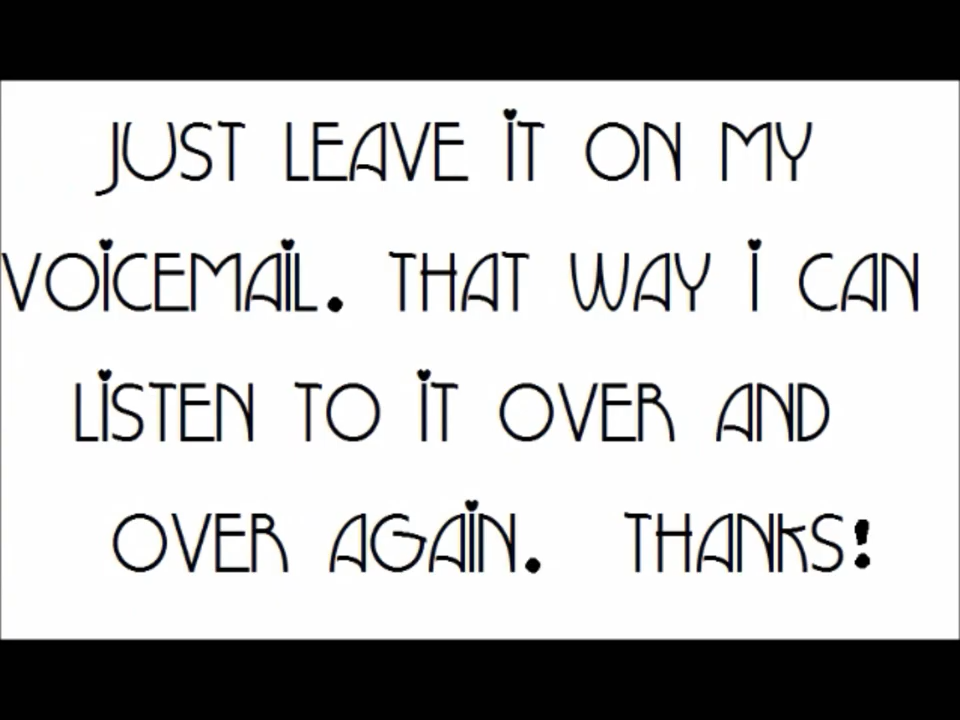 JUST LEAVE iT ON MY
VOiCEMAiL. THAT WAY i CAN
LiSTEN TO iT OVER AND
OVER AGAiN. THANKS!